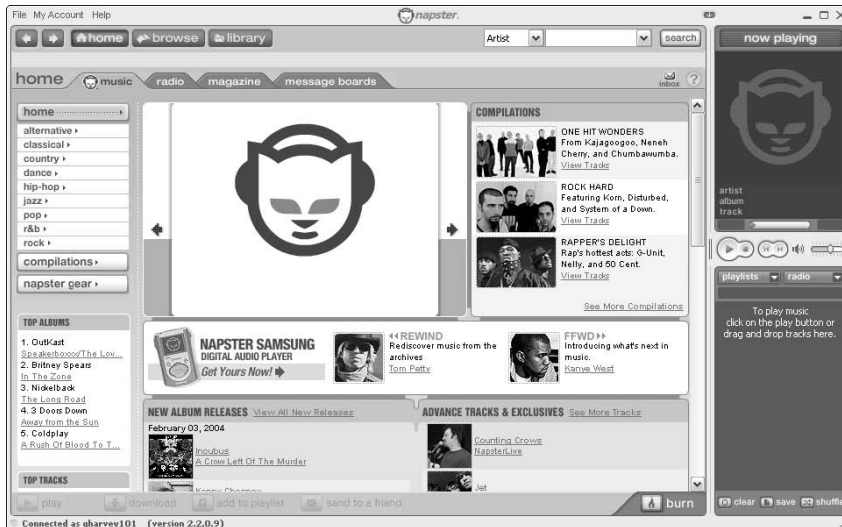 File My Account Help
napster.
home browse library
Artist
search
now playing
home music radio magazine message boards
inbox ?
home
alternative
classical
country
dance
hip-hop
jazz
pop
r&b
rock
compilations
napster gear
TOP ALBUMS
1. OutKast
Speakerboxxx/The Lov...
2. Britney Spears
In The Zone
3. Nickelback
The Long Road
4. 3 Doors Down
Away from the Sun
5. Coldplay
A Rush Of Blood To T...
TOP TRACKS
COMPILATIONS
ONE HIT WONDERS
From Kajagoogoo, Neneh
Cherry, and Chumbawumba.
View Tracks
ROCK HARD
Featuring Korn, Disturbed,
and System of a Down.
View Tracks
RAPPER'S DELIGHT
Rap's hottest acts: G-Unit,
Nelly, and 50 Cent.
View Tracks
See More Compilations
NAPSTER SAMSUNG
DIGITAL AUDIO PLAYER
Get Yours Now!
REWIND
Rediscover music from the
archives
Tom Petty
FFWD
Introducing what's next in
music.
Kanye West
NEW ALBUM RELEASES View All New Releases
February 03, 2004
Incubus
A Crow Left Of The Murder
Kenny Chesney
ADVANCE TRACKS & EXCLUSIVES See More Tracks
Counting Crows
NapsterLive
Jet
artist
album
track
playlists radio
To play music
click on the play button or
drag and drop tracks here.
play download add to playlist send to a friend burn
clear save shuffle
Connected as gharvey101 (version 2.2.0.9)